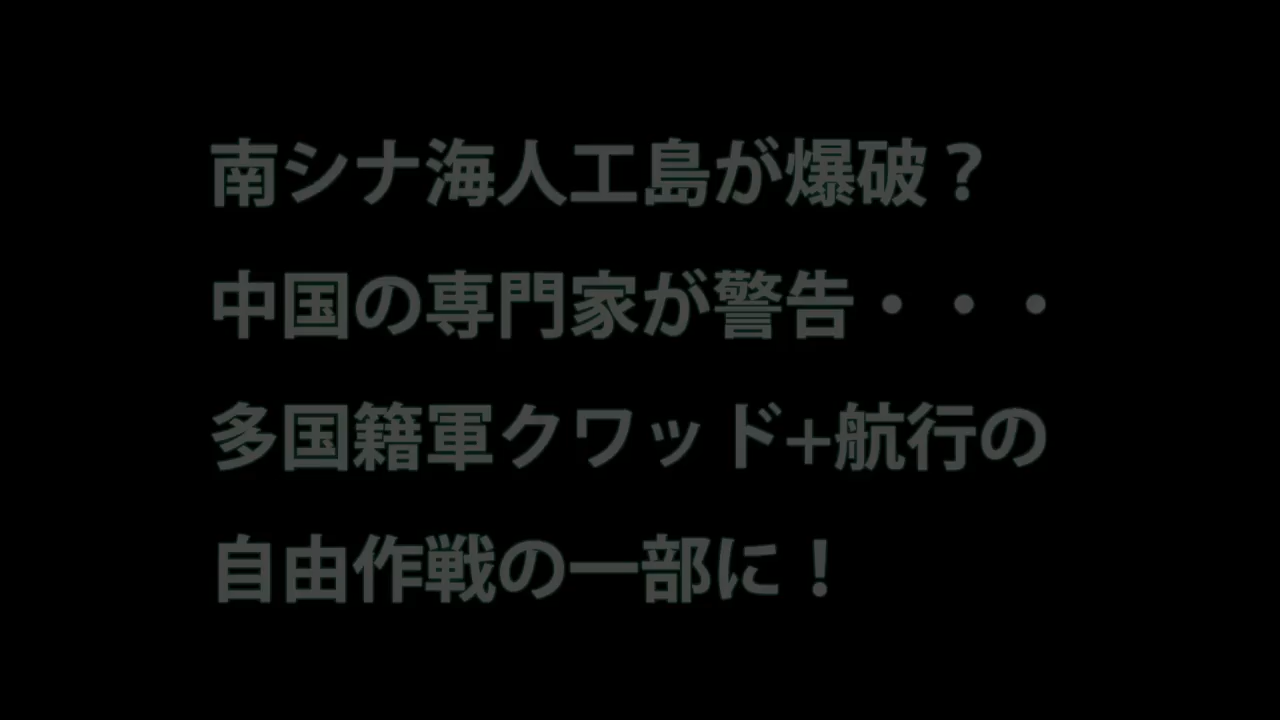 南シナ海人工島が爆破？
中国の専門家が警告・・・
多国籍軍クワッド+航行の
自由作戦の一部に！